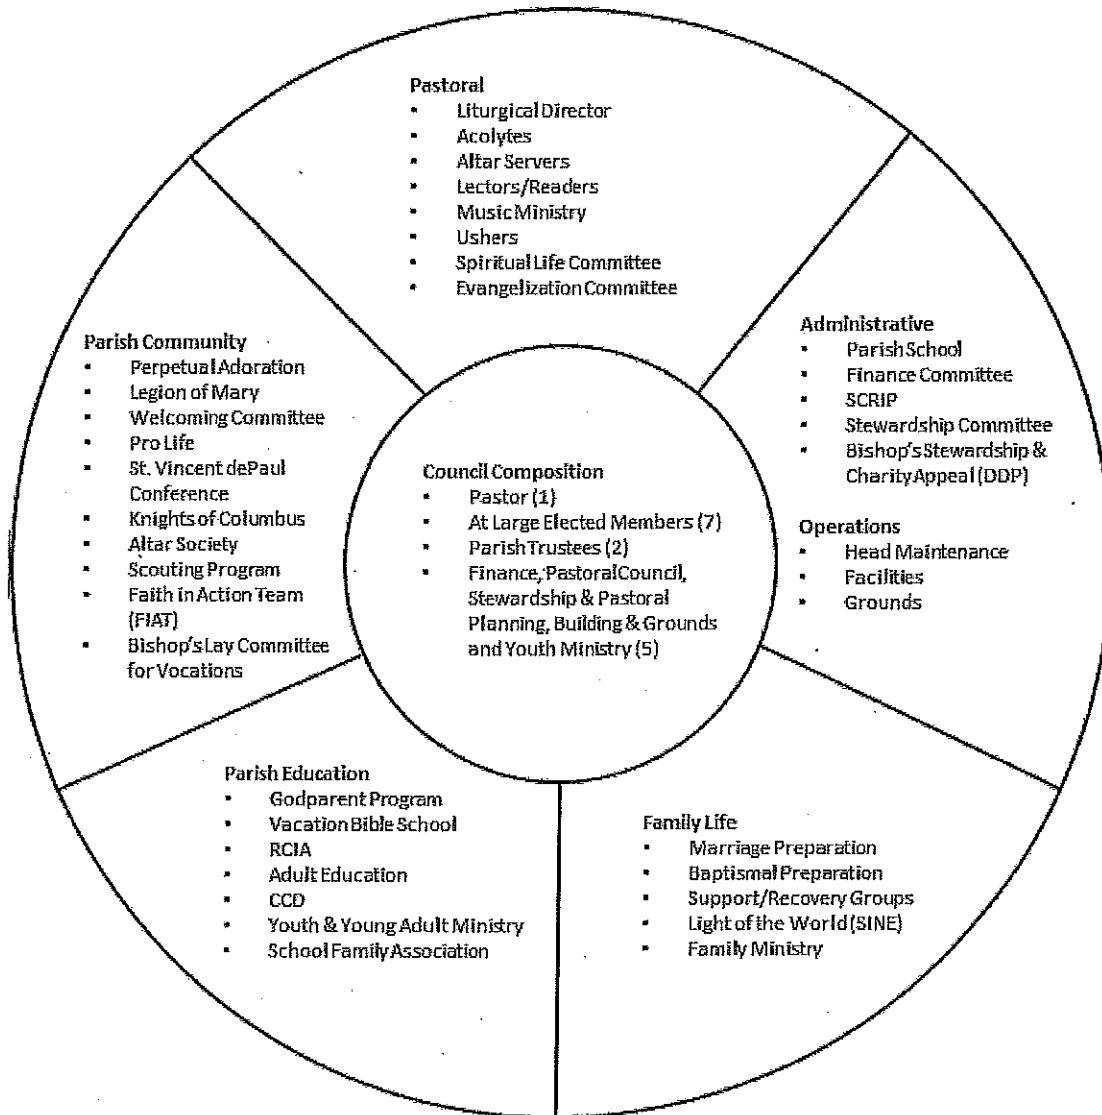 Pastoral
▪ Liturgical Director
▪ Acolytes
▪ Altar Servers
▪ Lectors/Readers
▪ Music Ministry
▪ Ushers
▪ Spiritual Life Committee
▪ Evangelization Committee
Parish Community
▪ Perpetual Adoration
▪ Legion of Mary
▪ Welcoming Committee
▪ Pro Life
▪ St. Vincent dePaul
Conference
▪ Knights of Columbus
▪ Altar Society
▪ Scouting Program
▪ Faith in Action Team
(FIAT)
▪ Bishop's Lay Committee
for Vocations
Administrative
▪ Parish School
▪ Finance Committee
▪ SCRIP
▪ Stewardship Committee
▪ Bishop's Stewardship &
Charity Appeal (DDP)
Operations
▪ Head Maintenance
▪ Facilities
▪ Grounds
Council Composition
▪ Pastor (1)
▪ At Large Elected Members (7)
▪ Parish Trustees (2)
▪ Finance, Pastoral Council,
Stewardship & Pastoral
Planning, Building & Grounds
and Youth Ministry (5)
Parish Education
▪ Godparent Program
▪ Vacation Bible School
▪ RCIA
▪ Adult Education
▪ CCD
▪ Youth & Young Adult Ministry
▪ School Family Association
Family Life
▪ Marriage Preparation
▪ Baptismal Preparation
▪ Support/Recovery Groups
▪ Light of the World (SINE)
▪ Family Ministry